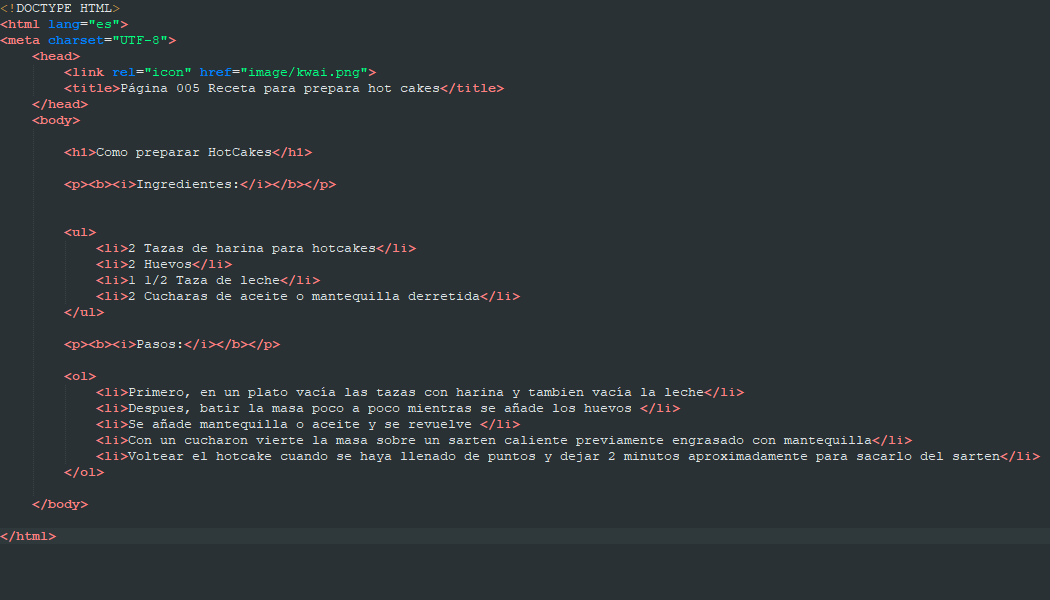 <!DOCTYPE HTML>
<html lang="es">
<meta charset="UTF-8">
<head>
<link rel="icon" href="image/kwai.png">
<title>Página 005 Receta para prepara hot cakes</title>
</head>
<body>
<h1>Como preparar HotCakes</h1>
<p><b><i>Ingredientes:</i></b></p>
<ul>
<li>2 Tazas de harina para hotcakes</li>
<li>2 Huevos</li>
<li>1 1/2 Taza de leche</li>
<li>2 Cucharas de aceite o mantequilla derretida</li>
</ul>
<p><b><i>Pasos:</i></b></p>
<ol>
<li>Primero, en un plato vacía las tazas con harina y tambien vacía la leche</li>
<li>Despues, batir la masa poco a poco mientras se añade los huevos </li>
<li>Se añade mantequilla o aceite y se revuelve </li>
<li>Con un cucharon vierte la masa sobre un sarten caliente previamente engrasado con mantequilla</li>
<li>Voltear el hotcake cuando se haya llenado de puntos y dejar 2 minutos aproximadamente para sacarlo del sarten</li>
</ol>
</body>
</html>